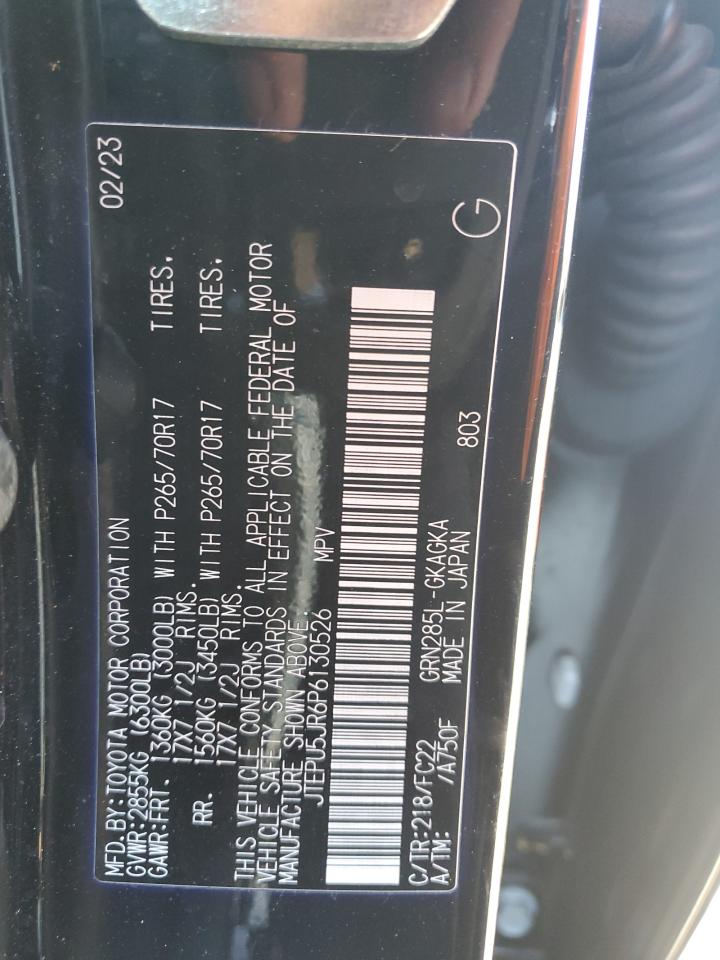 MFD.BY:TOYOTA MOTOR CORPORATION 02/23
GVWR:2855KG (6300LB)
GAWR:FRT. 1360KG (3000LB) WITH P265/70R17 TIRES.
17X7 1/2J RIMS.
RR. 1560KG (3450LB) WITH P265/70R17 TIRES.
17X7 1/2J RIMS.
THIS VEHICLE CONFORMS TO ALL APPLICABLE FEDERAL MOTOR
VEHICLE SAFETY STANDARDS IN EFFECT ON THE DATE OF
MANUFACTURE SHOWN ABOVE.
JTEPU5JR6P6130526 MPV
C/TR:218/FC22 GRN285L-GKAGKA 803 G
A/TM: /A750F MADE IN JAPAN